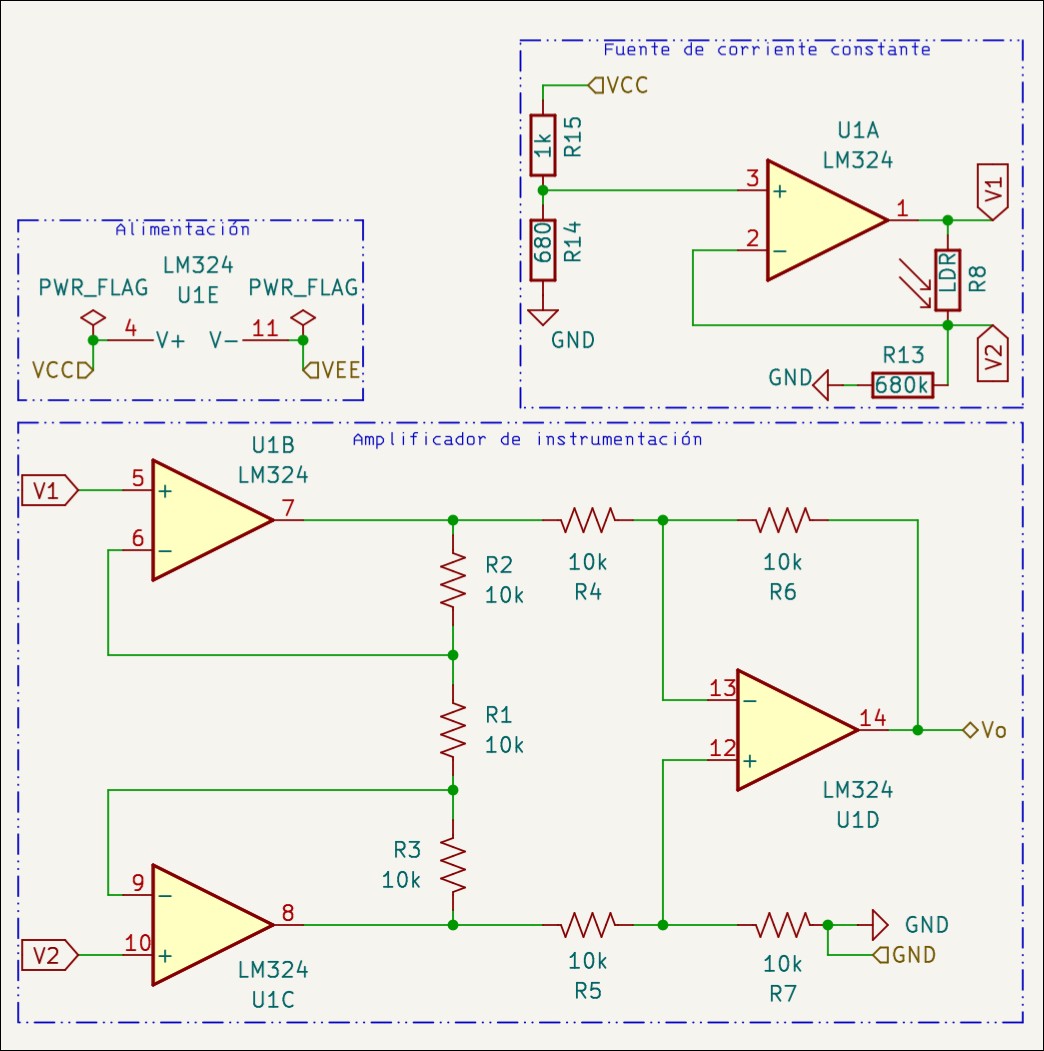 Fuente de corriente constante
VCC
1k
R15
680
R14
GND
U1A
LM324
3
+
2
−
1
V1
LDR
R8
V2
R13
680k
GND
Alimentación
LM324
U1E
PWR_FLAG
PWR_FLAG
4
V+
V−
11
VCC
VEE
Amplificador de instrumentación
U1B
LM324
V1
5
+
6
−
7
R2
10k
10k
R4
10k
R6
R1
10k
13
−
12
+
14
Vo
LM324
U1D
R3
10k
9
−
10
+
8
V2
LM324
U1C
10k
R5
10k
R7
GND
GND